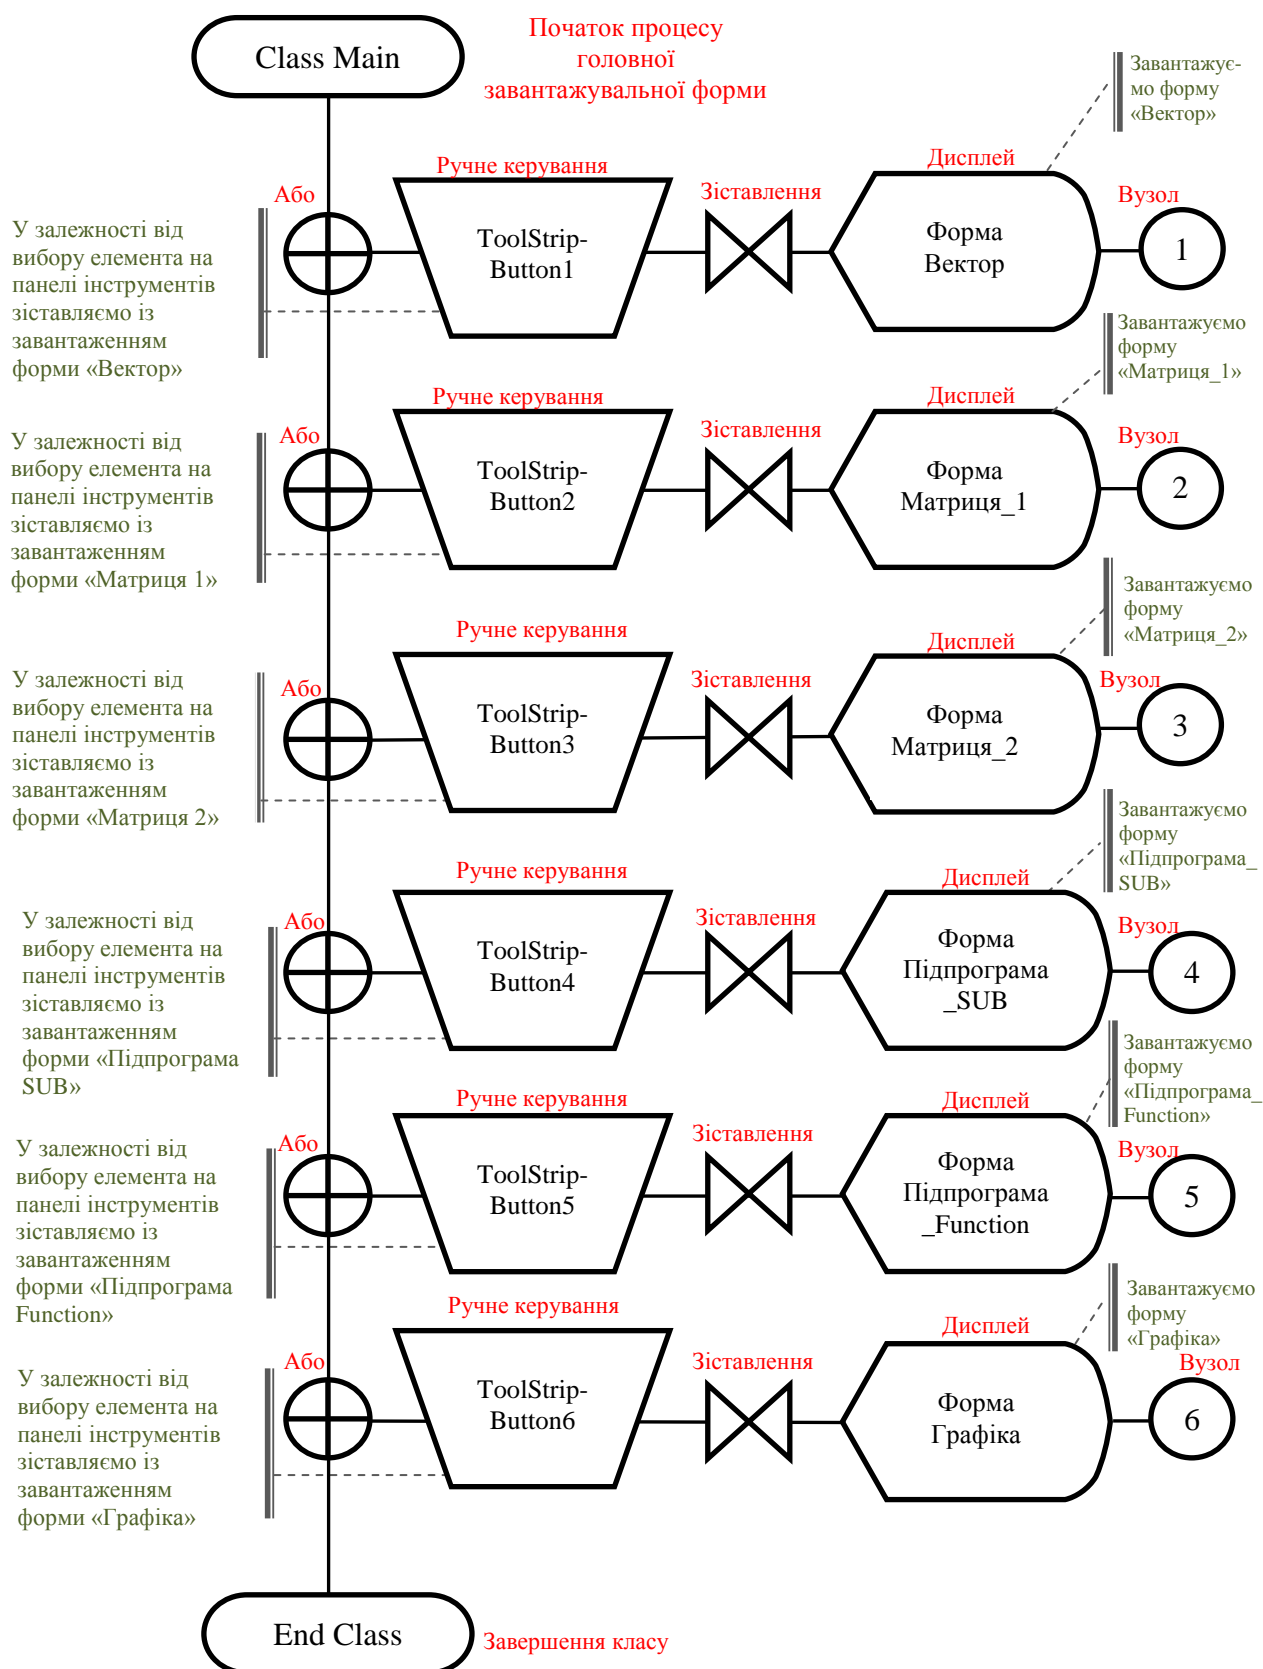 Class Main
Початок процесу
головної
завантажувальної форми
Завантажує-
мо форму
«Вектор»
Ручне керування
Дисплей
Або
Зіставлення
Вузол
У залежності від
вибору елемента на
панелі інструментів
зіставляємо із
завантаженням
форми «Вектор»
ToolStrip-
Button1
Форма
Вектор
1
Завантажуємо
форму
«Матриця_1»
Ручне керування
Дисплей
Або
Зіставлення
Вузол
У залежності від
вибору елемента на
панелі інструментів
зіставляємо із
завантаженням
форми «Матриця 1»
ToolStrip-
Button2
Форма
Матриця_1
2
Завантажуємо
форму
«Матриця_2»
Ручне керування
Дисплей
Або
Зіставлення
Вузол
У залежності від
вибору елемента на
панелі інструментів
зіставляємо із
завантаженням
форми «Матриця 2»
ToolStrip-
Button3
Форма
Матриця_2
3
Завантажуємо
форму
«Підпрограма_
SUB»
Ручне керування
Дисплей
Або
Зіставлення
Вузол
У залежності від
вибору елемента на
панелі інструментів
зіставляємо із
завантаженням
форми «Підпрограма
SUB»
ToolStrip-
Button4
Форма
Підпрограма
_SUB
4
Завантажуємо
форму
«Підпрограма_
Function»
Ручне керування
Дисплей
Або
Зіставлення
Вузол
У залежності від
вибору елемента на
панелі інструментів
зіставляємо із
завантаженням
форми «Підпрограма
Function»
ToolStrip-
Button5
Форма
Підпрограма
_Function
5
Завантажуємо
форму
«Графіка»
Ручне керування
Дисплей
Або
Зіставлення
Вузол
У залежності від
вибору елемента на
панелі інструментів
зіставляємо із
завантаженням
форми «Графіка»
ToolStrip-
Button6
Форма
Графіка
6
End Class
Завершення класу